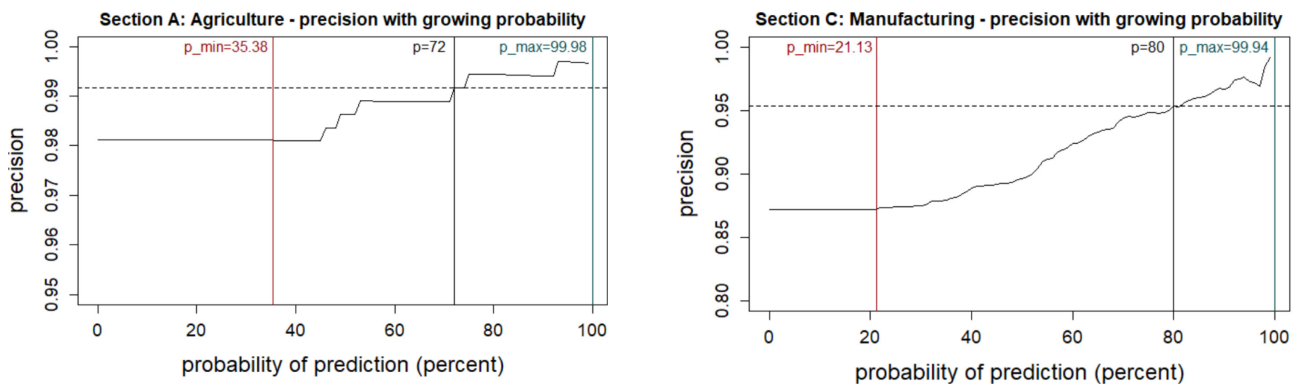 Section A: Agriculture - precision with growing probability
p_min=35.38 p=72 p_max=99.98
1.00
0.99
0.98
0.97
0.96
0.95
precision
0 20 40 60 80 100
probability of prediction (percent)
Section C: Manufacturing - precision with growing probability
p_min=21.13 p=80 p_max=99.94
1.00
0.95
0.90
0.85
0.80
precision
0 20 40 60 80 100
probability of prediction (percent)